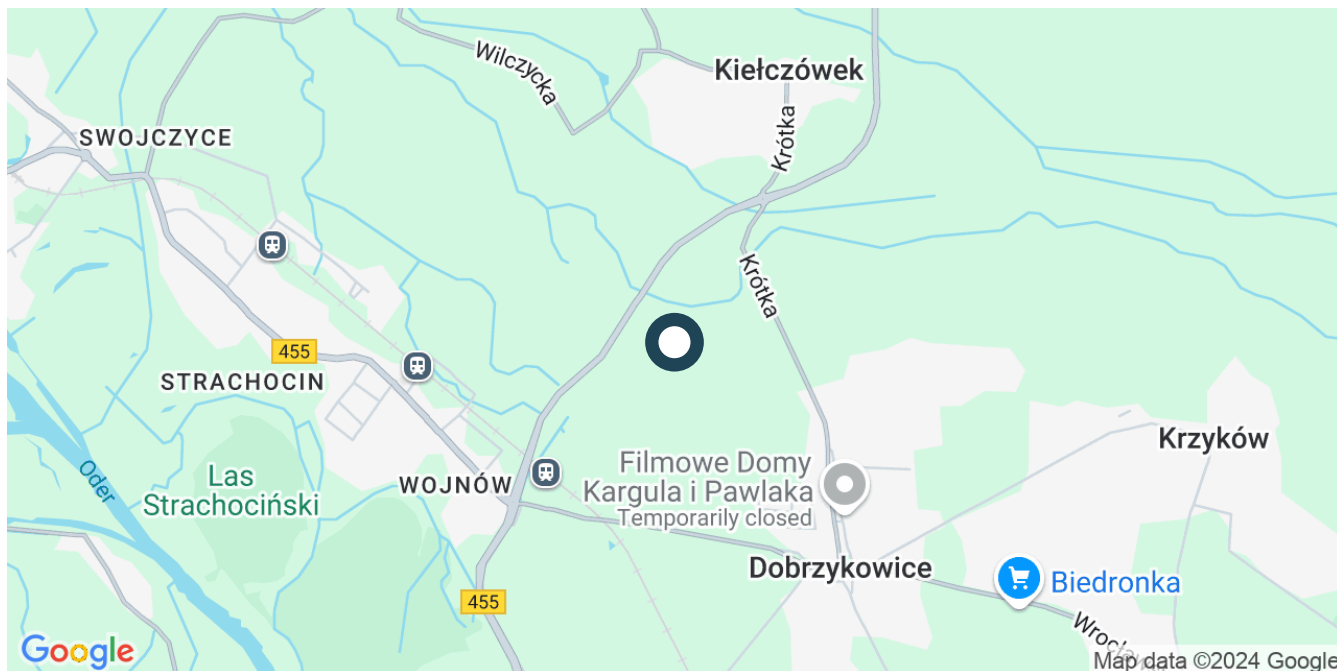 Wilczycka
Kiełczówek
SWOJCZYCE
Krótka
Krótka
455
STRACHOCIN
Krzyków
Oder
Las
Strachociński
WOJNÓW
Filmowe Domy
Kargula i Pawlaka
Temporarily closed
Dobrzykowice
455
Biedronka
Google
Map data ©2024 Google